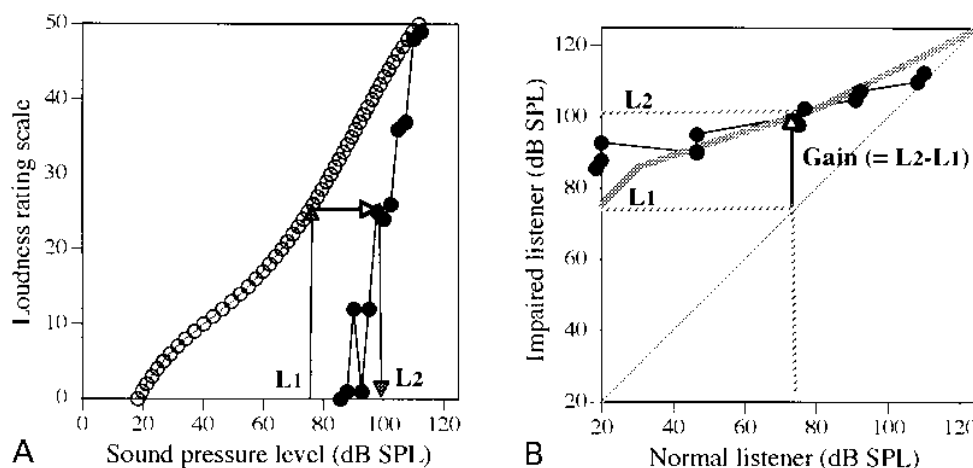 50
40
30
20
10
0
Loudness rating scale
L1
L2
0 20 40 60 80 100 120
A Sound pressure level (dB SPL)
120
100
80
60
40
20
Impaired listener (dB SPL)
L2
Gain (= L2-L1)
L1
20 40 60 80 100 120
B Normal listener (dB SPL)